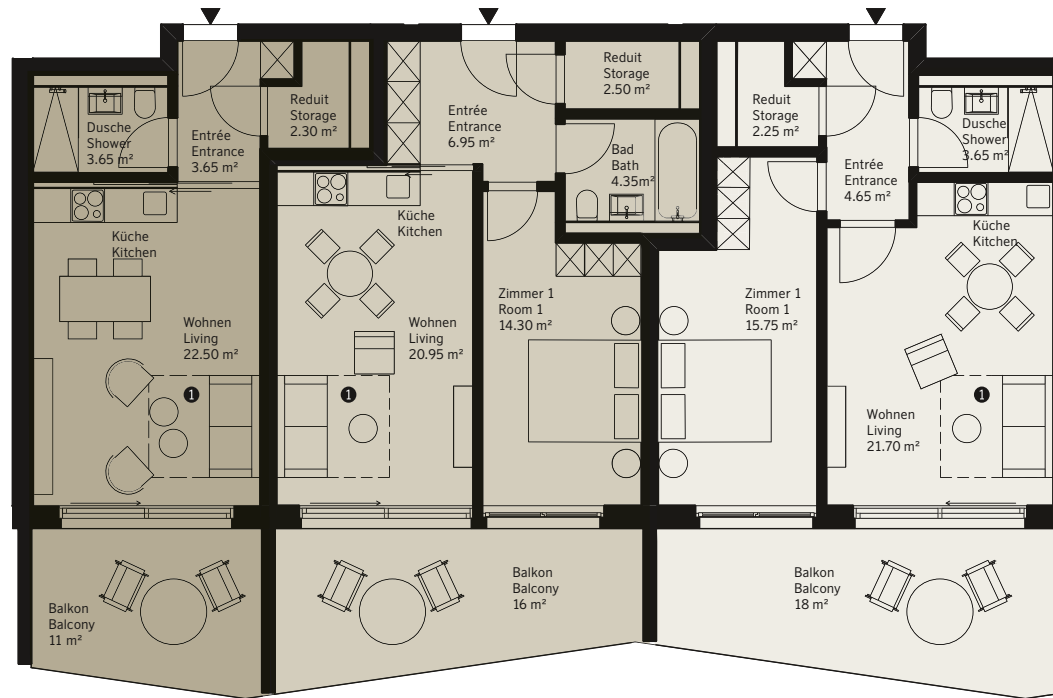 Dusche
Shower
3.65 m²
Entrée
Entrance
3.65 m²
Reduit
Storage
2.30 m²
Küche
Kitchen
Wohnen
Living
22.50 m²
1
Balkon
Balcony
11 m²
Entrée
Entrance
6.95 m²
Reduit
Storage
2.50 m²
Bad
Bath
4.35m²
Küche
Kitchen
Wohnen
Living
20.95 m²
1
Zimmer 1
Room 1
14.30 m²
Balkon
Balcony
16 m²
Reduit
Storage
2.25 m²
Entrée
Entrance
4.65 m²
Dusche
Shower
3.65 m²
Küche
Kitchen
Zimmer 1
Room 1
15.75 m²
Wohnen
Living
21.70 m²
1
Balkon
Balcony
18 m²